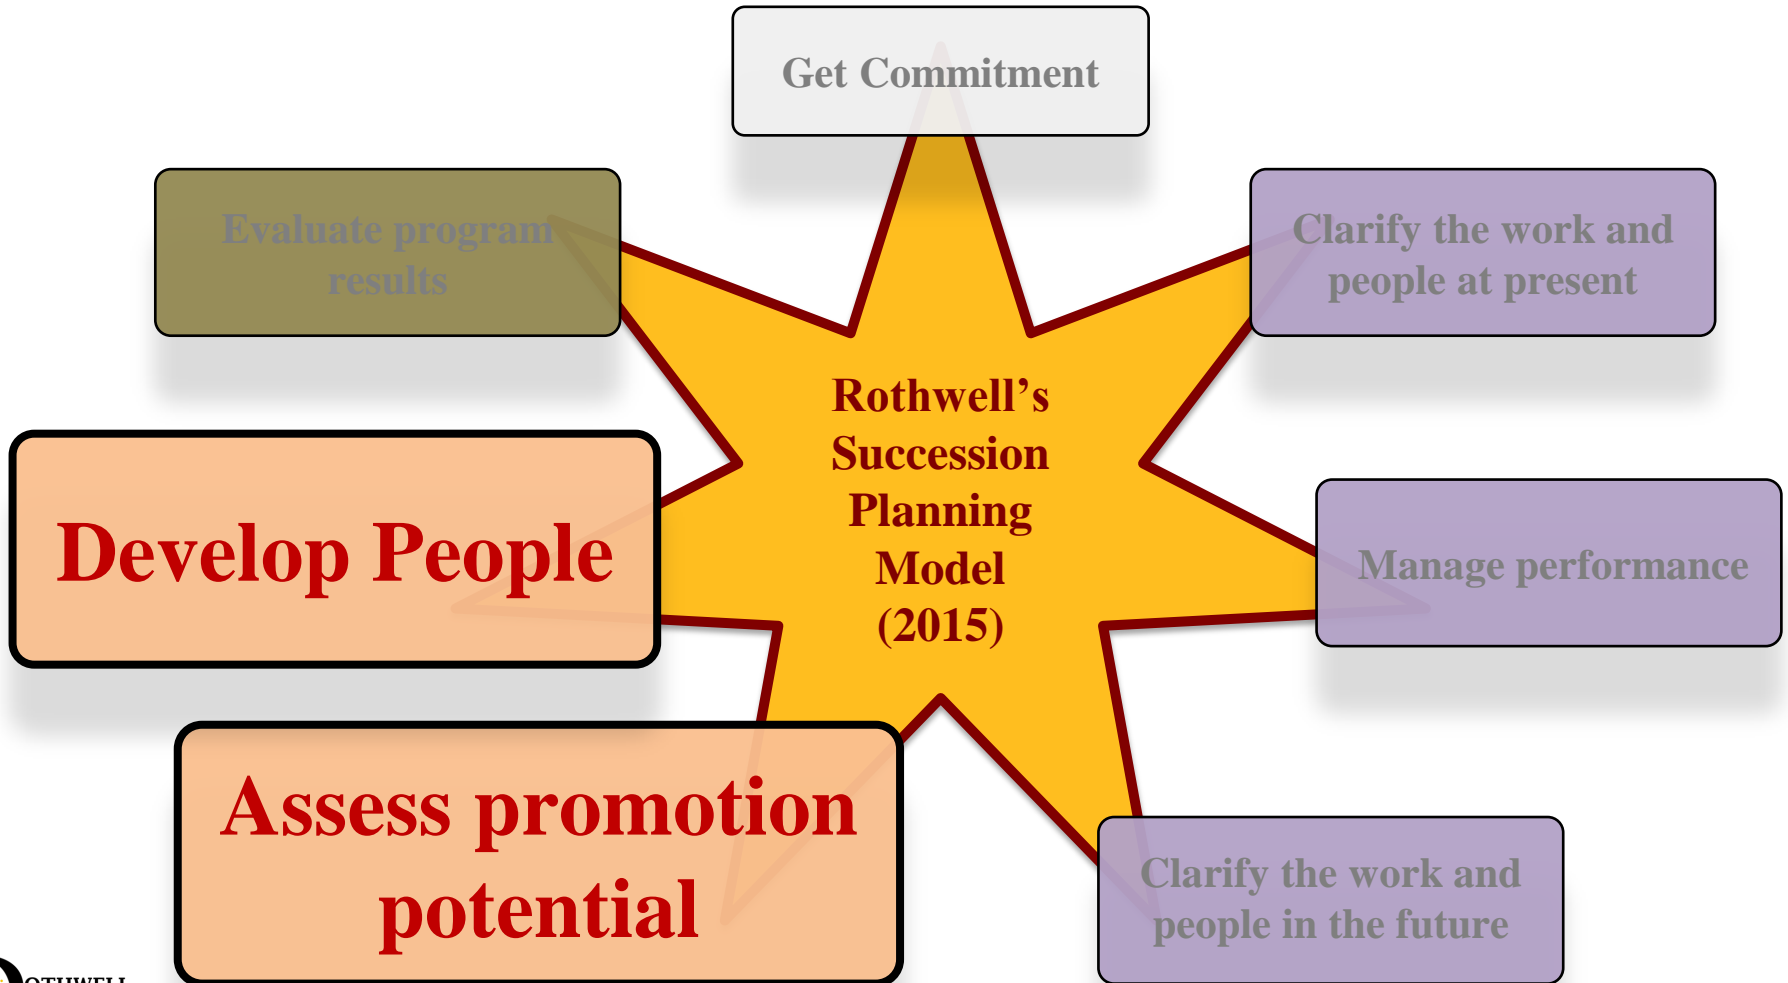 Get Commitment
Evaluate program
results
Clarify the work and
people at present
Rothwell’s
Succession
Planning
Model
(2015)
Develop People
Manage performance
Assess promotion
potential
Clarify the work and
people in the future